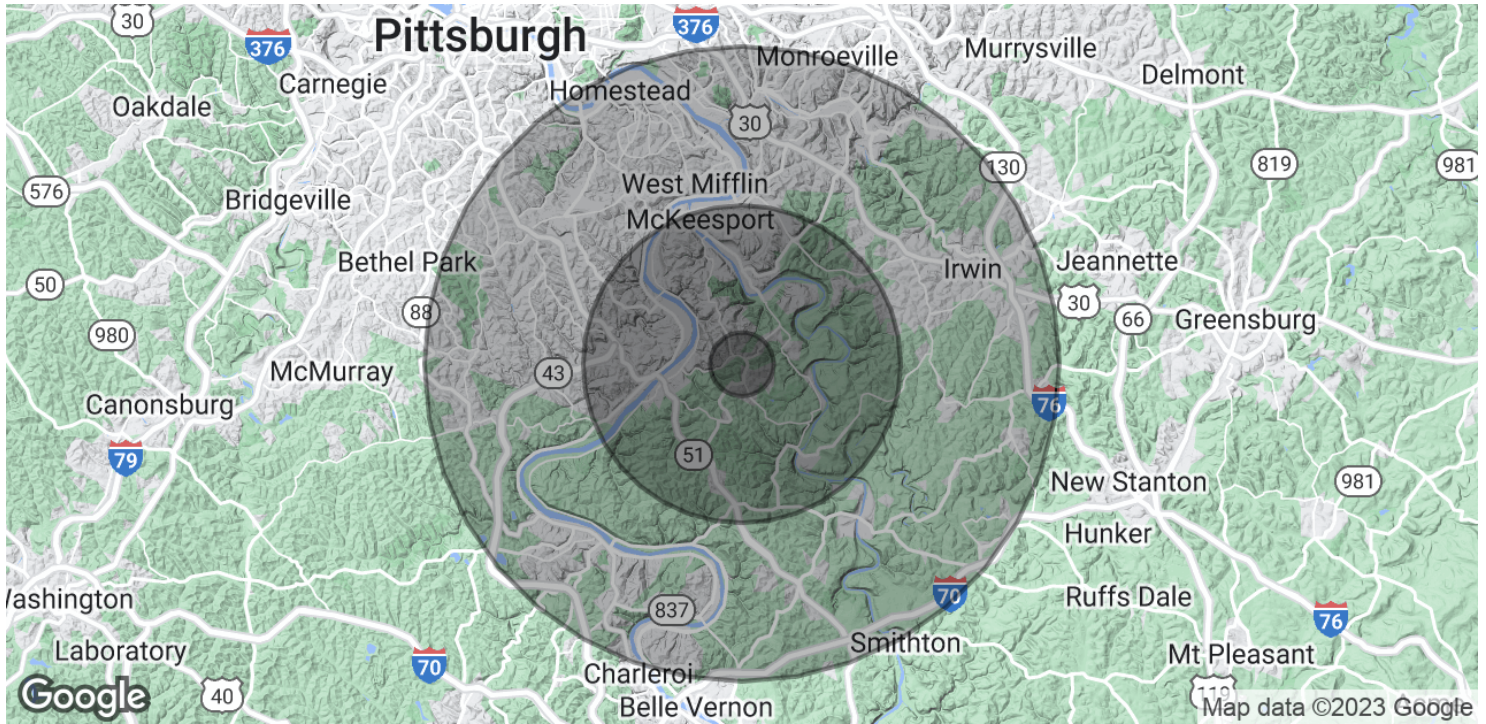 30
376
Pittsburgh
376
Monroeville
Murrysville
Delmont
Carnegie
Homestead
Oakdale
30
130
819
981
576
Bridgeville
West Mifflin
McKeesport
Bethel Park
Irwin
Jeannette
50
88
30
66
Greensburg
980
McMurray
43
Canonsburg
76
79
51
New Stanton
981
Hunker
Washington
70
Ruffs Dale
837
76
Laboratory
Smithton
Mt Pleasant
70
Charleroi
40
Belle Vernon
119
Google
Map data ©2023 Google